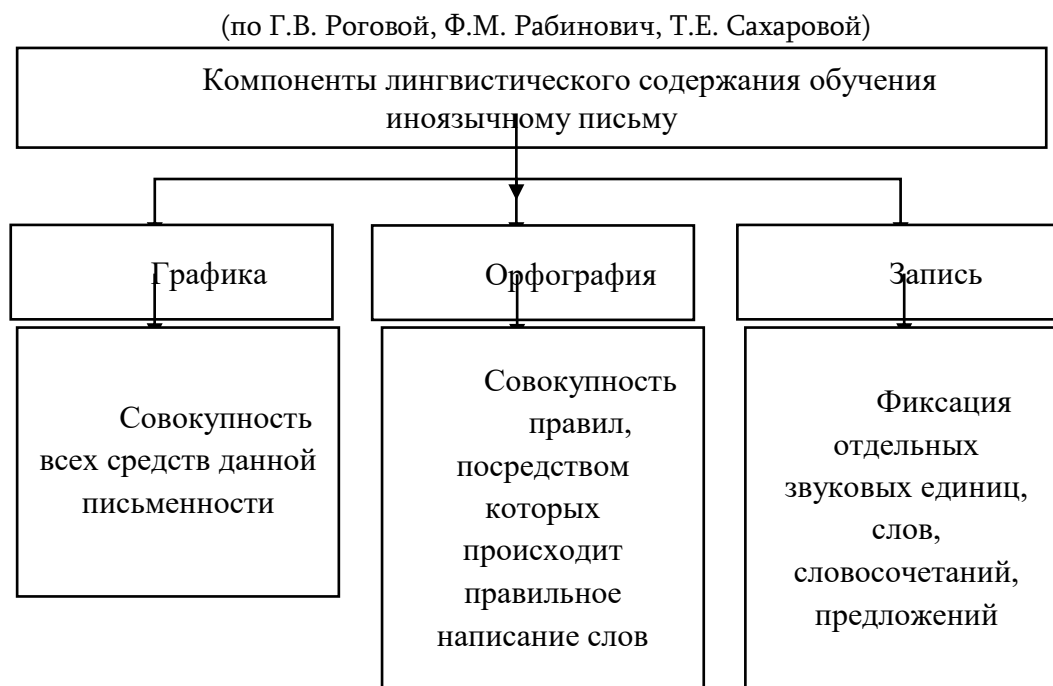 (по Г.В. Роговой, Ф.М. Рабинович, Т.Е. Сахаровой)
Компоненты лингвистического содержания обучения
иноязычному письму
Графика
Орфография
Запись
Совокупность
всех средств данной
письменности
Совокупность
правил,
посредством
которых
происходит
правильное
написание слов
Фиксация
отдельных
звуковых единиц,
слов,
словосочетаний,
предложений